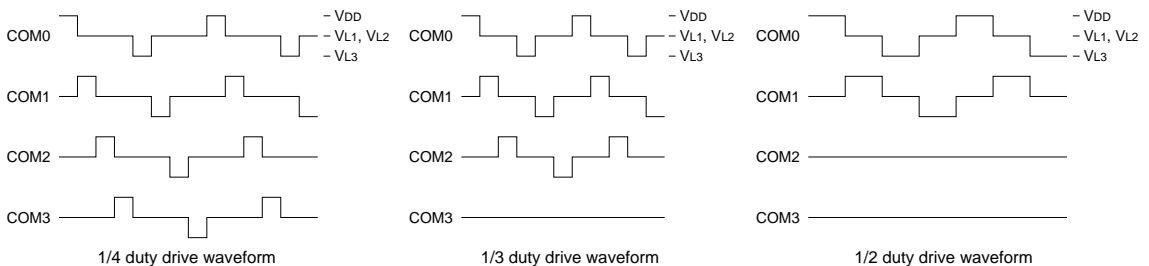 COM0
– VDD
– VL1, VL2
– VL3
COM1
COM2
COM3
1/4 duty drive waveform
COM0
– VDD
– VL1, VL2
– VL3
COM1
COM2
COM3
1/3 duty drive waveform
COM0
– VDD
– VL1, VL2
– VL3
COM1
COM2
COM3
1/2 duty drive waveform